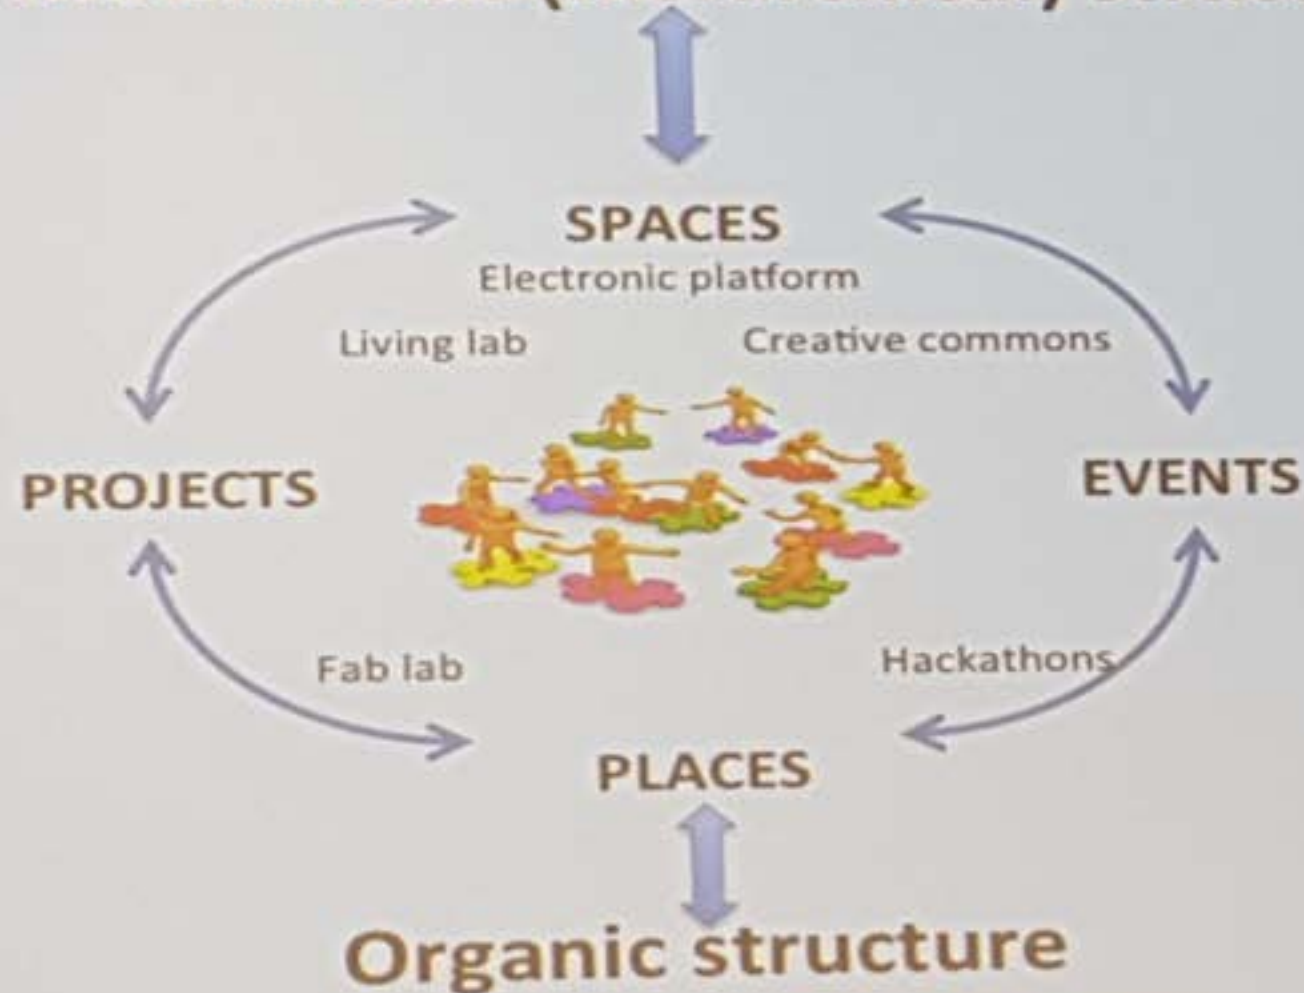 SPACES
Electronic platform
Living lab
Creative commons
PROJECTS
EVENTS
Fab lab
Hackathons
PLACES
Organic structure